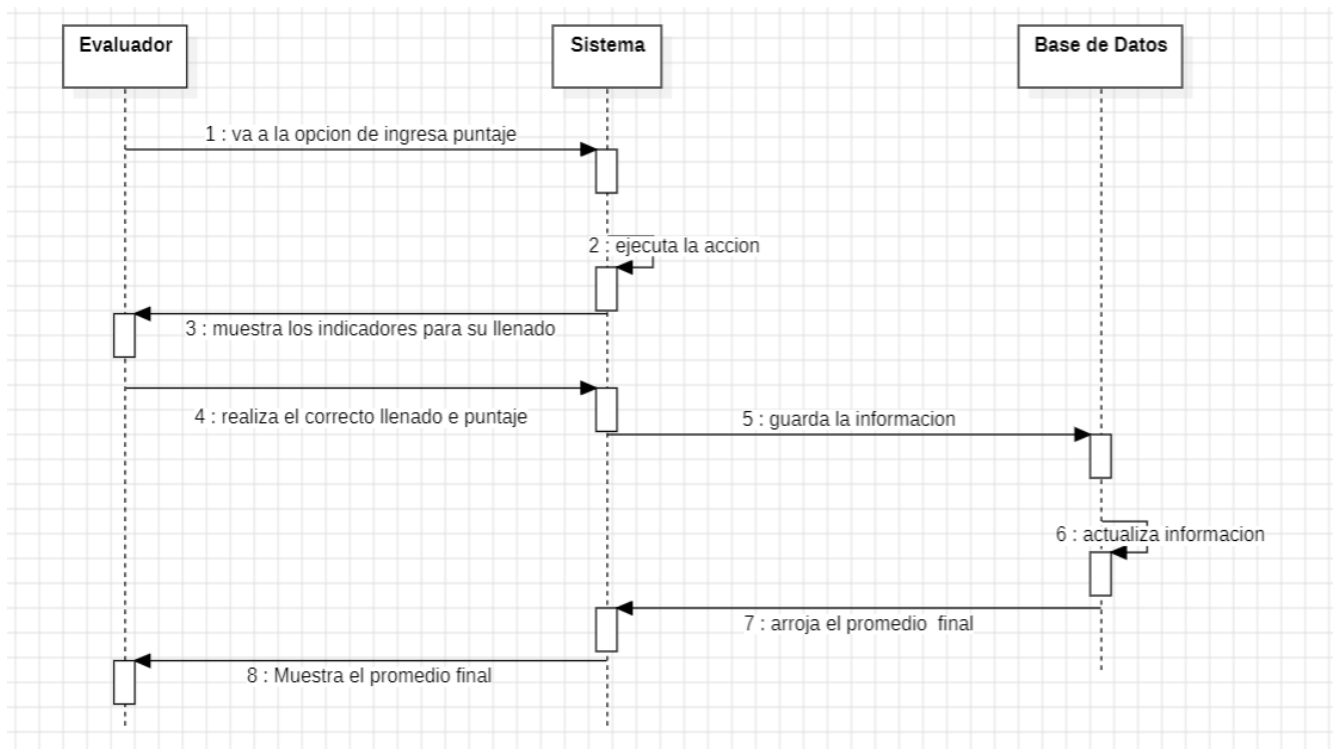 Evaluador
Sistema
Base de Datos
1 : va a la opcion de ingresa puntaje
2 : ejecuta la accion
3 : muestra los indicadores para su llenado
4 : realiza el correcto llenado e puntaje
5 : guarda la informacion
6 : actualiza informacion
7 : arroja el promedio final
8 : Muestra el promedio final